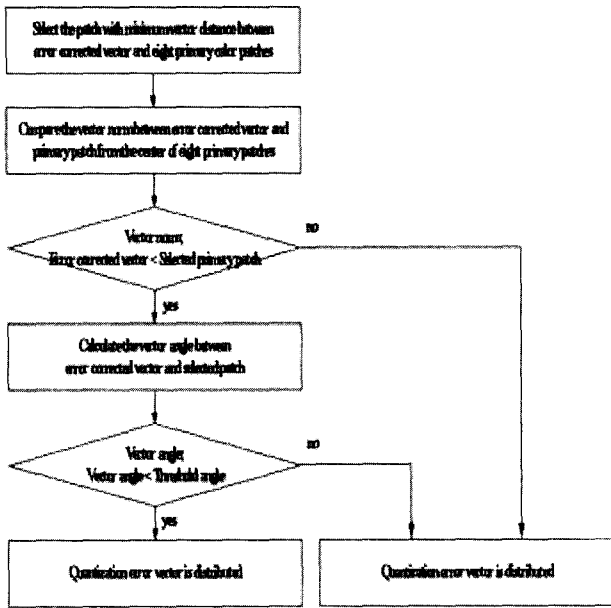 Select the patch with minimum vector distance between
error corrected vector and eight primary color patches
Compare the vector norm between error corrected vector and
primary patch from the center of eight primary patches
Vector norm;
Error corrected vector < Selected primary patch
no
yes
Calculate the vector angle between
error corrected vector and selected patch
Vector angle;
Vector angle < Threshold angle
no
yes
Quantization error vector is distributed
Quantization error vector is distributed